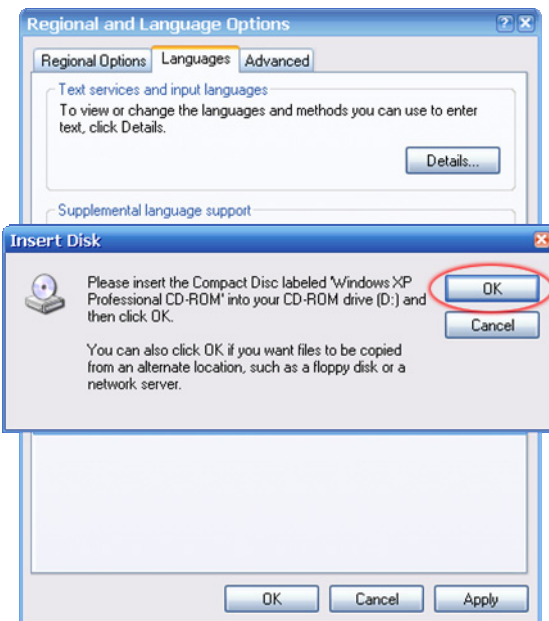 Regional and Language Options
Regional Options Languages Advanced
Text services and input languages
To view or change the languages and methods you can use to enter
text, click Details.
Details...
Supplemental language support
Insert Disk
Please insert the Compact Disc labeled 'Windows XP
Professional CD-ROM' into your CD-ROM drive (D:) and
then click OK.
OK
Cancel
You can also click OK if you want files to be copied
from an alternate location, such as a floppy disk or a
network server.
OK Cancel Apply